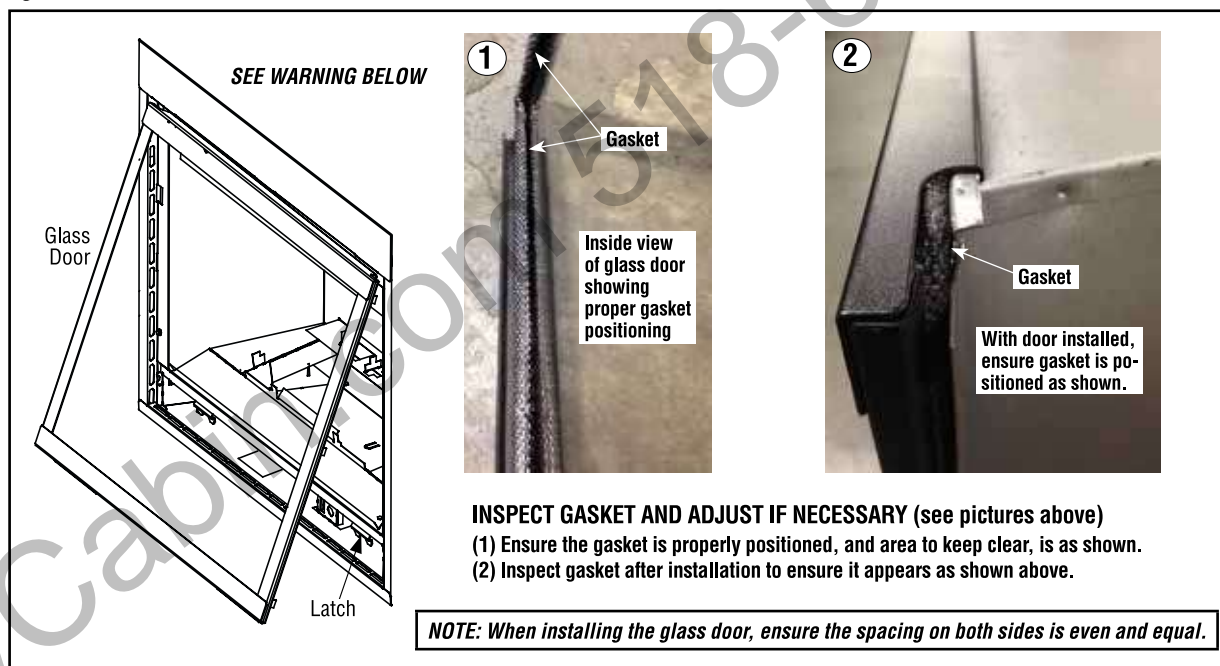 SEE WARNING BELOW
Glass
Door
Latch
1
Gasket
Inside view
of glass door
showing
proper gasket
positioning
2
Gasket
With door installed,
ensure gasket is po-
sitioned as shown.
INSPECT GASKET AND ADJUST IF NECESSARY (see pictures above)
(1) Ensure the gasket is properly positioned, and area to keep clear, is as shown.
(2) Inspect gasket after installation to ensure it appears as shown above.
NOTE: When installing the glass door, ensure the spacing on both sides is even and equal.
Cabin.com 518-6